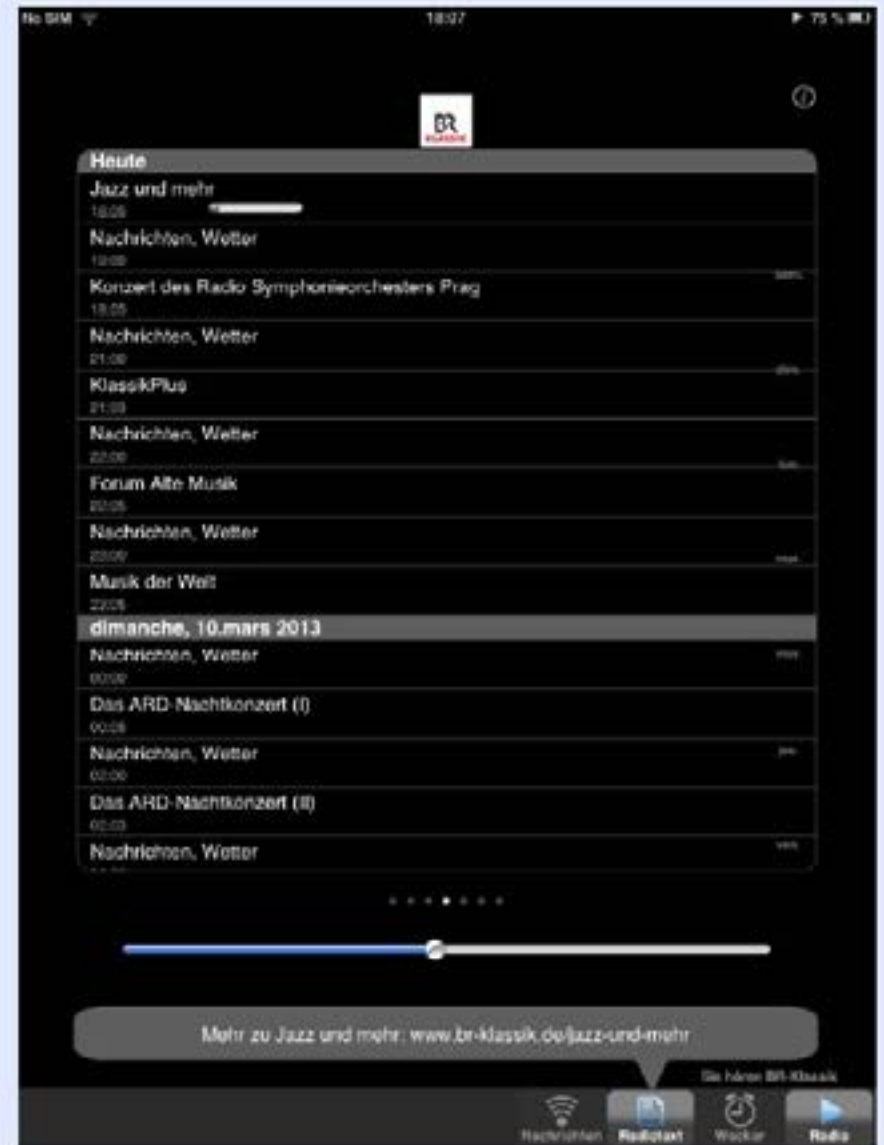 No SIM 18:07 75 %
BR
KLASSIK
Heute
Jazz und mehr
18:05
Nachrichten, Wetter
19:00
Konzert des Radio Symphonieorchesters Prag
Nachrichten, Wetter
21:00
KlassikPlus
21:03
Nachrichten, Wetter
22:00
Forum Alte Musik
22:05
Nachrichten, Wetter
23:00
Musik der Welt
23:05
dimanche, 10.mars 2013
Nachrichten, Wetter
00:00
Das ARD-Nachtkonzert (I)
00:05
Nachrichten, Wetter
02:00
Das ARD-Nachtkonzert (II)
02:03
Nachrichten, Wetter
ven.
Mehr zu Jazz und mehr: www.br-klassik.de/jazz-und-mehr
Sie hören BR-Klassik
Nachrichten Radiotext Wecker Radio